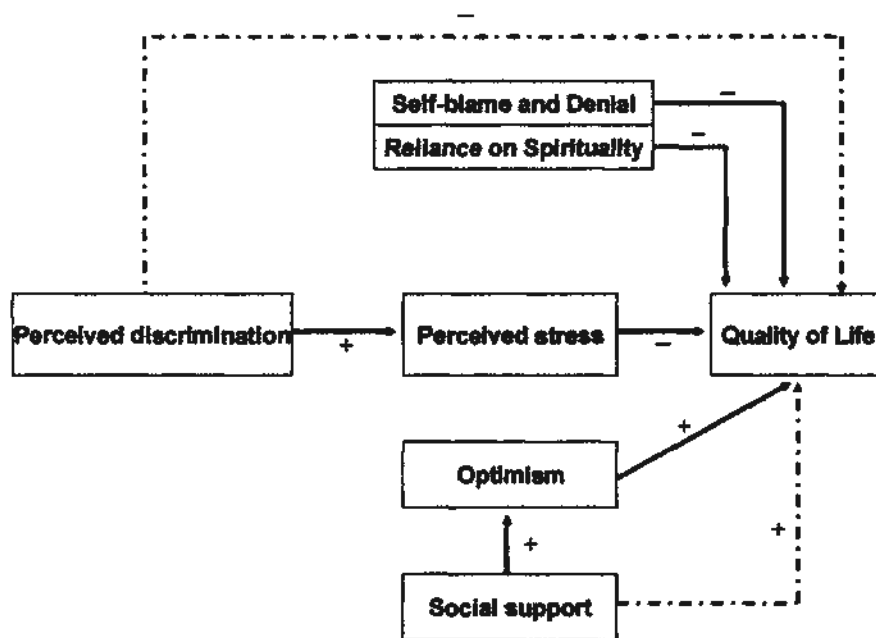 −
Self-blame and Denial
−
Reliance on Spirituality
−
Perceived discrimination
+
Perceived stress
−
Quality of Life
Optimism
+
+
+
Social support